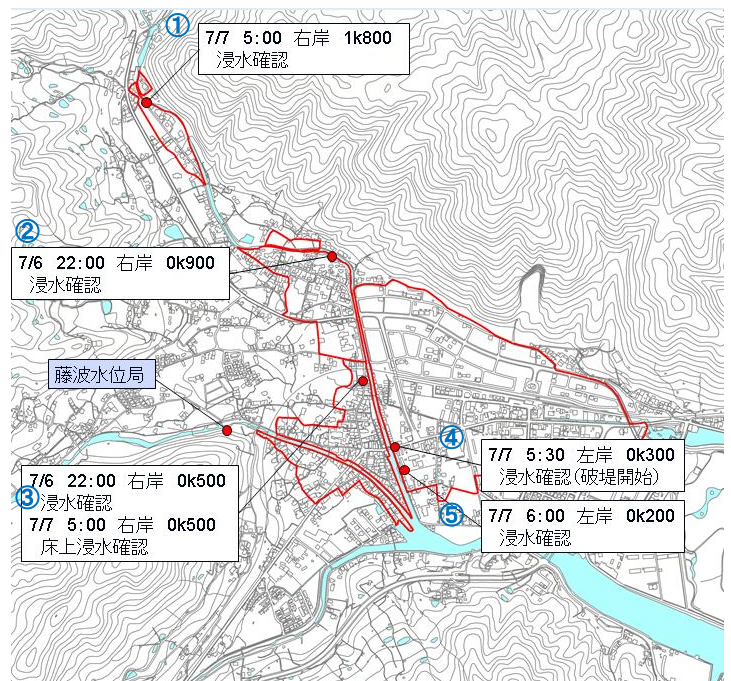 ①
7/7 5:00 右岸 1k800
浸水確認
②
7/6 22:00 右岸 0k900
浸水確認
藤波水位局
③
7/6 22:00 右岸 0k500
浸水確認
7/7 5:00 右岸 0k500
床上浸水確認
④
7/7 5:30 左岸 0k300
浸水確認(破堤開始)
⑤
7/7 6:00 左岸 0k200
浸水確認